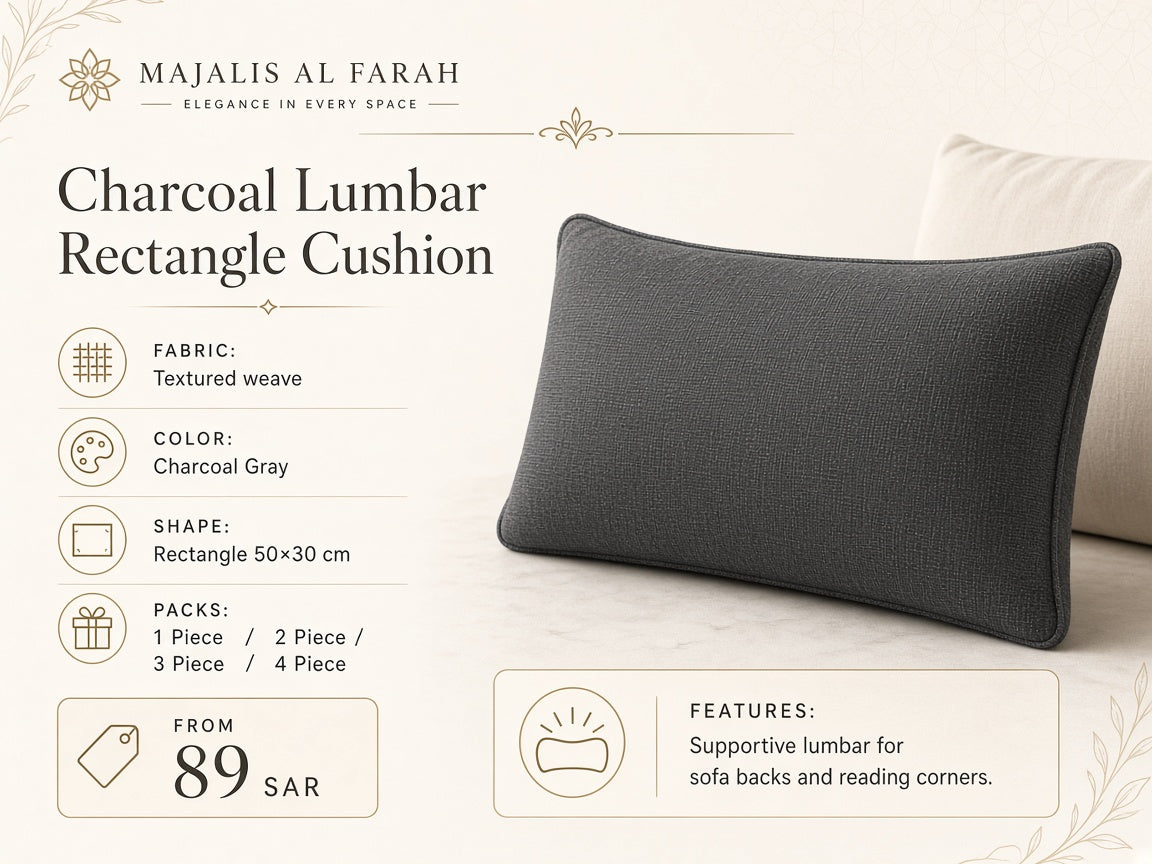 MAJALIS AL FARAH
ELEGANCE IN EVERY SPACE
Charcoal Lumbar
Rectangle Cushion
FABRIC:
Textured weave
COLOR:
Charcoal Gray
SHAPE:
Rectangle 50×30 cm
PACKS:
1 Piece / 2 Piece /
3 Piece / 4 Piece
FROM
89 SAR
FEATURES:
Supportive lumbar for
sofa backs and reading corners.